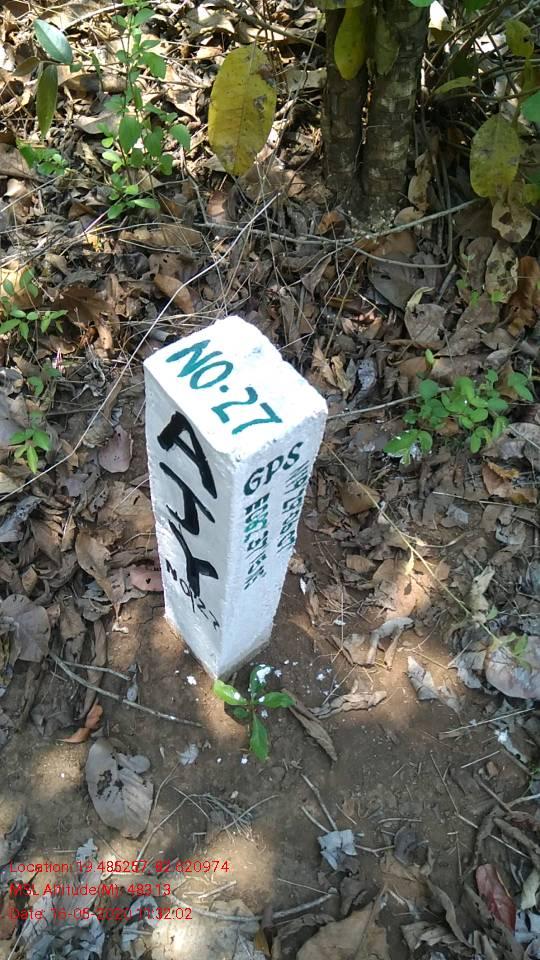 NO. 27
AJY
NO/27
GPS
Location: 19.485257, 82.620974
MSL Altitude(M): 483.13
Date: 16-05-2020 11:32:02